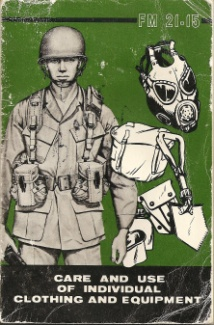 FM 21-15
CARE AND USE
OF INDIVIDUAL
CLOTHING AND EQUIPMENT